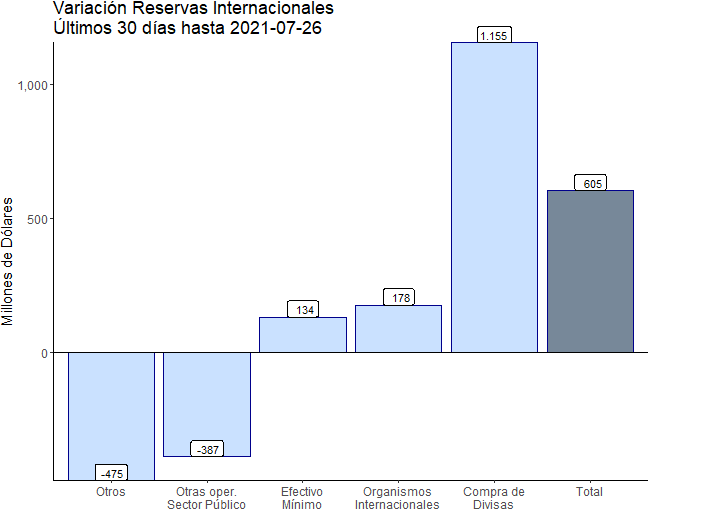 Variación Reservas Internacionales
Últimos 30 días hasta 2021-07-26
Millones de Dólares
1,000
500
0
-475
-387
134
178
1.155
605
Otros
Otras oper.
Sector Público
Efectivo
Mínimo
Organismos
Internacionales
Compra de
Divisas
Total